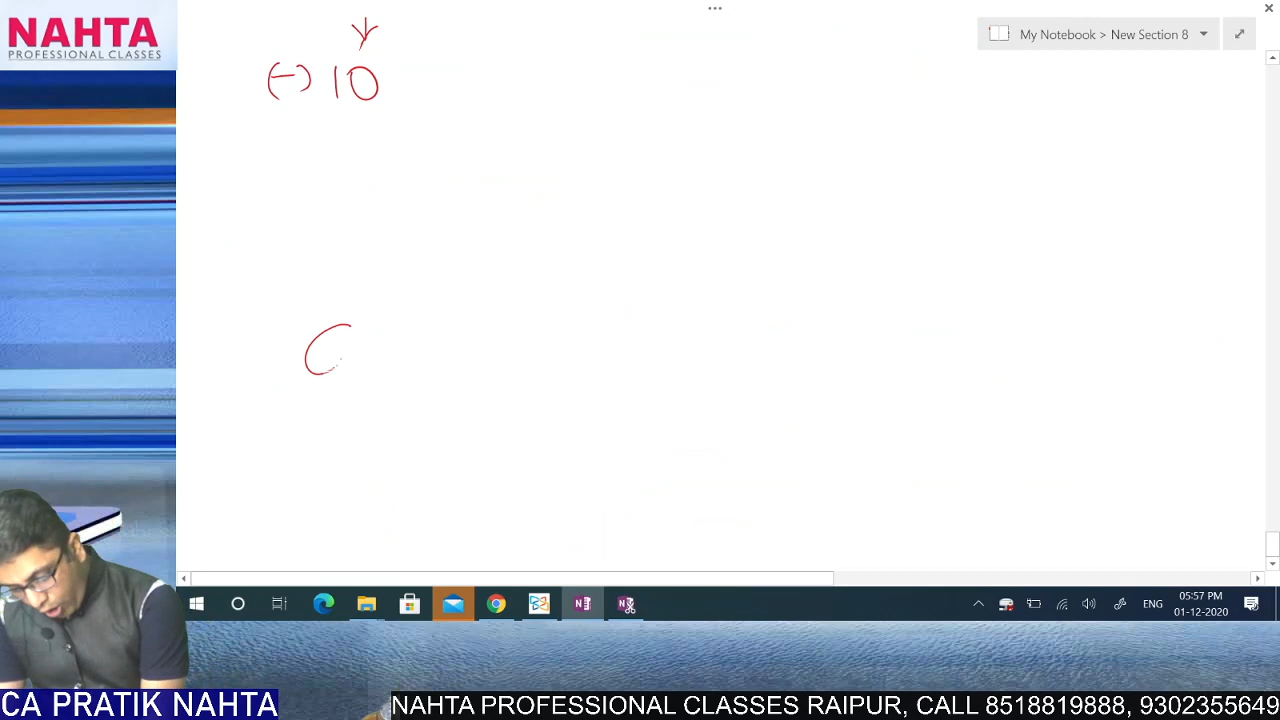 NAHTA
PROFESSIONAL CLASSES
(-) 10
My Notebook > New Section 8
C
ENG
05:57 PM
01-12-2020
CA PRATIK NAHTA
NAHTA PROFESSIONAL CLASSES RAIPUR, CALL 8518819888, 9302355649